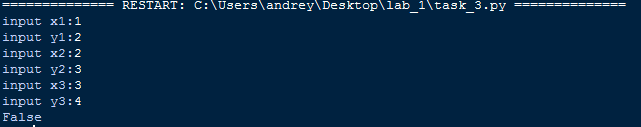 ============== RESTART: C:\Users\andrey\Desktop\lab_1\task_3.py ==============
input x1:1
input y1:2
input x2:2
input y2:3
input x3:3
input y3:4
False